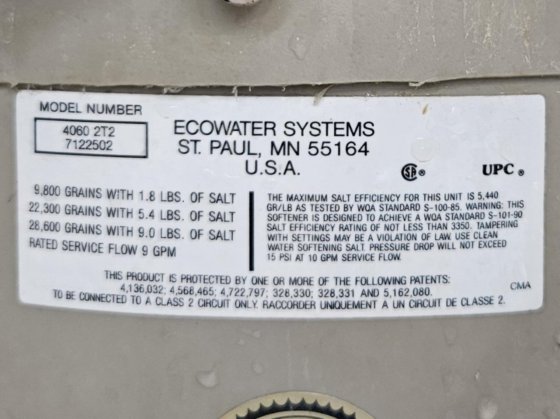 MODEL NUMBER
4060 2T2
7122502
ECOWATER SYSTEMS
ST. PAUL, MN 55164
U.S.A.
SA ®
UPC ®
9,800 GRAINS WITH 1.8 LBS. OF SALT
22,300 GRAINS WITH 5.4 LBS. OF SALT
28,600 GRAINS WITH 9.0 LBS. OF SALT
RATED SERVICE FLOW 9 GPM
THE MAXIMUM SALT EFFICIENCY FOR THIS UNIT IS 5,440
GR/LB AS TESTED BY WQA STANDARD S-100-85. WARNING: THIS
SOFTENER IS DESIGNED TO ACHIEVE A WQA STANDARD S-101-90
SALT EFFICIENCY RATING OF NOT LESS THAN 3350. TAMPERING
WITH SETTINGS MAY BE A VIOLATION OF LAW. USE CLEAN
WATER SOFTENING SALT PRESSURE DROP WILL NOT EXCEED
15 PSI AT 10 GPM SERVICE FLOW.
THIS PRODUCT IS PROTECTED BY ONE OR MORE OF THE FOLLOWING PATENTS:
4,136,032; 4,568,465; 4,722,797; 328,330; 328,331 AND 5,162,080.
CMA
TO BE CONNECTED TO A CLASS 2 CIRCUIT ONLY. RACCORDER UNIQUEMENT A UN CIRCUIT DE CLASSE 2.